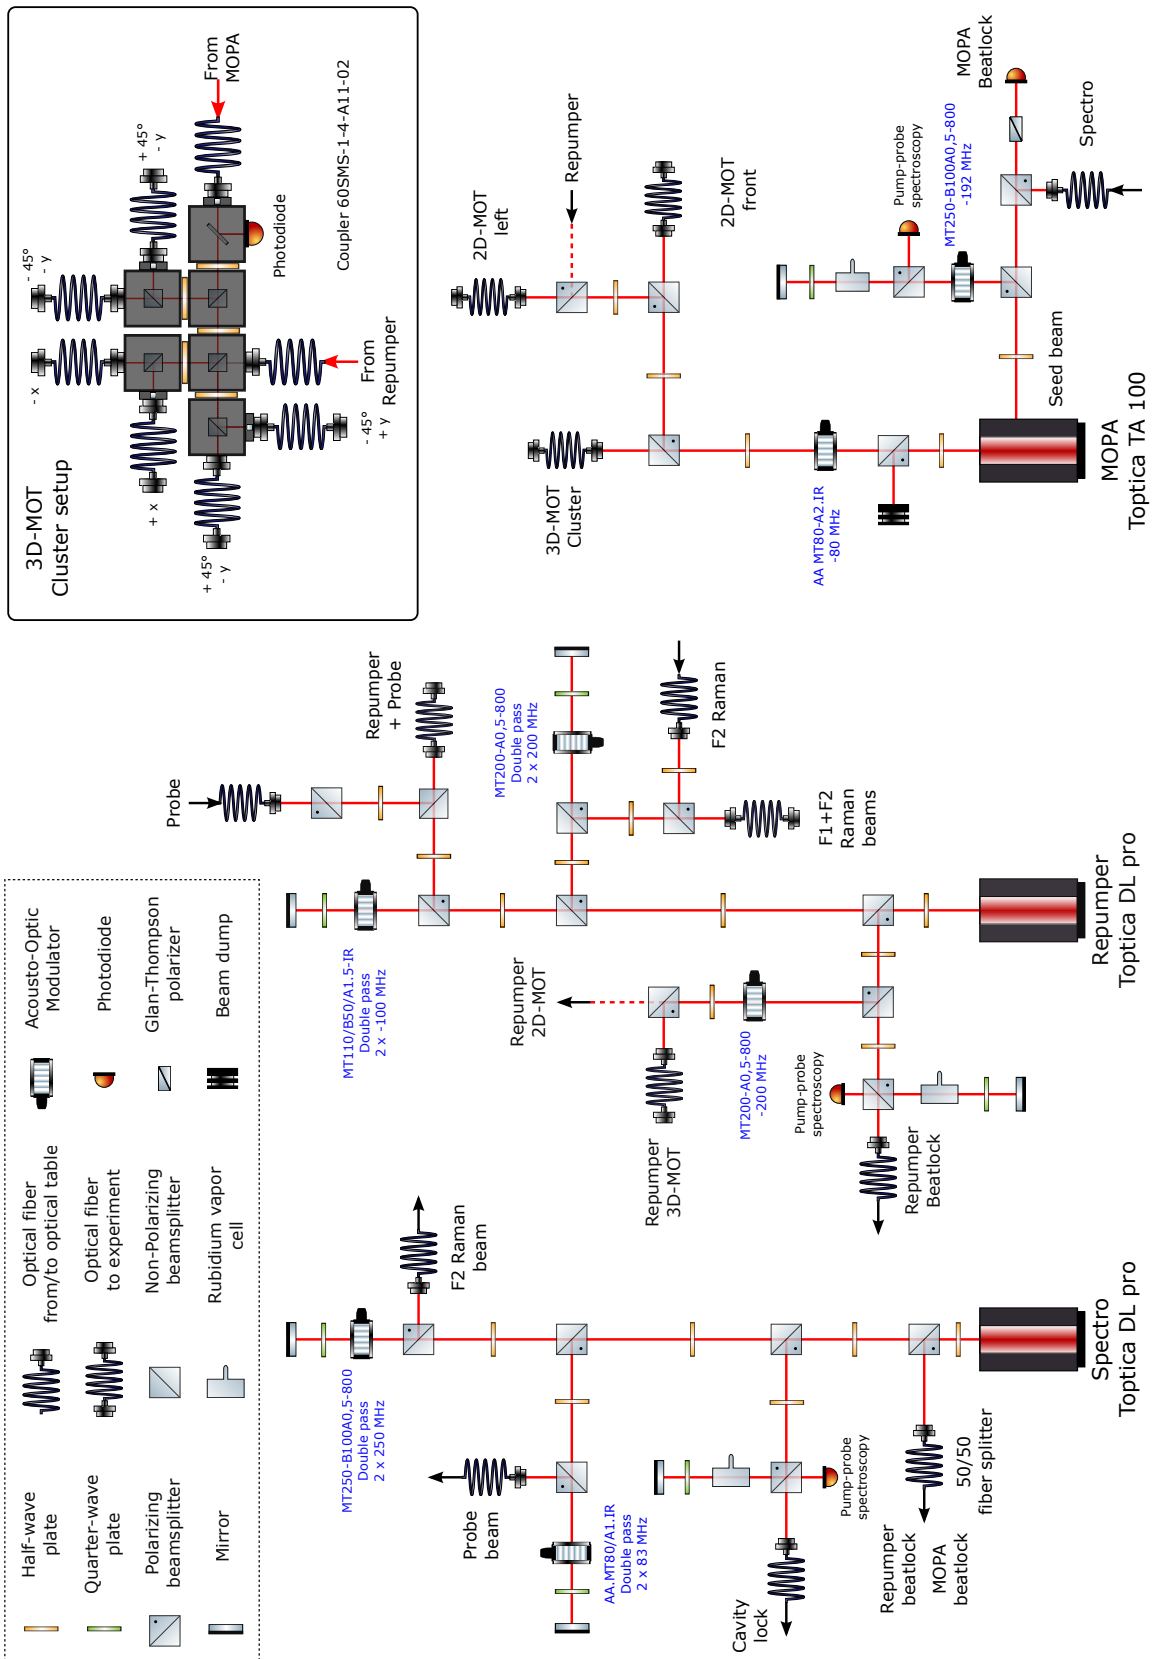 Half-wave
plate
Quarter-wave
plate
Polarizing
beamsplitter
Mirror
Optical fiber
from/to optical table
Optical fiber
to experiment
Non-Polarizing
beamsplitter
Rubidium vapor
cell
Acousto-Optic
Modulator
Photodiode
Glan-Thompson
polarizer
Beam dump
3D-MOT
Cluster setup
+ 45°
- y
+ x
- x
- 45°
- y
+ 45°
- y
- 45°
+ y
From
Repumper
From
MOPA
Photodiode
Coupler 60SMS-1-4-A11-02
MT250-B100A0,5-800
Double pass
2 x 250 MHz
F2 Raman
beam
Probe
beam
AA.MT80/A1.IR
Double pass
2 x 83 MHz
Cavity
lock
Pump-probe
spectroscopy
Repumper
beatlock
MOPA
beatlock
50/50
fiber splitter
Spectro
Toptica DL pro
MT110/B50/A1.5-IR
Double pass
2 x -100 MHz
Probe
Repumper
+ Probe
MT200-A0,5-800
Double pass
2 x 200 MHz
F2 Raman
F1+F2
Raman
beams
Repumper
2D-MOT
Repumper
3D-MOT
MT200-A0,5-800
-200 MHz
Pump-probe
spectroscopy
Repumper
Beatlock
Repumper
Toptica DL pro
2D-MOT
left
Repumper
2D-MOT
front
3D-MOT
Cluster
AA MT80-A2.IR
-80 MHz
Pump-probe
spectroscopy
MT250-B100A0,5-800
-192 MHz
MOPA
Beatlock
Spectro
Seed beam
MOPA
Toptica TA 100